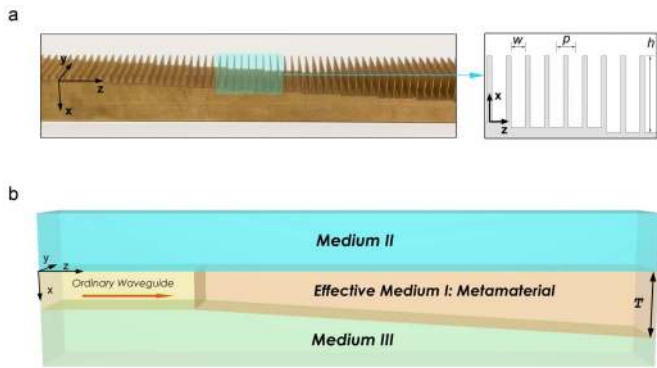 a
w
p
h
y
z
x
x
z
b
Medium II
y
z
x
Ordinary Waveguide
Effective Medium I: Metamaterial
T
Medium III